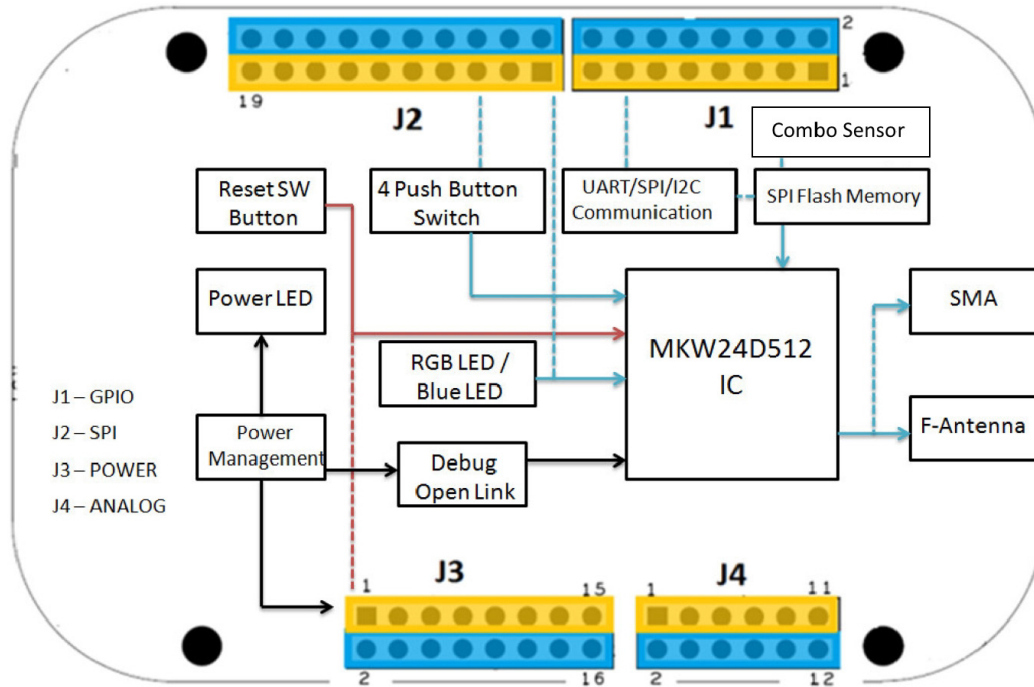 2
19
1
J2
J1
Combo Sensor
Reset SW
Button
4 Push Button
Switch
UART/SPI/I2C
Communication
SPI Flash Memory
Power LED
SMA
MKW24D512
IC
RGB LED /
Blue LED
J1 – GPIO
J2 – SPI
J3 – POWER
J4 – ANALOG
Power
Management
Debug
Open Link
F-Antenna
J3
J4
1
15
1
11
2
16
2
12